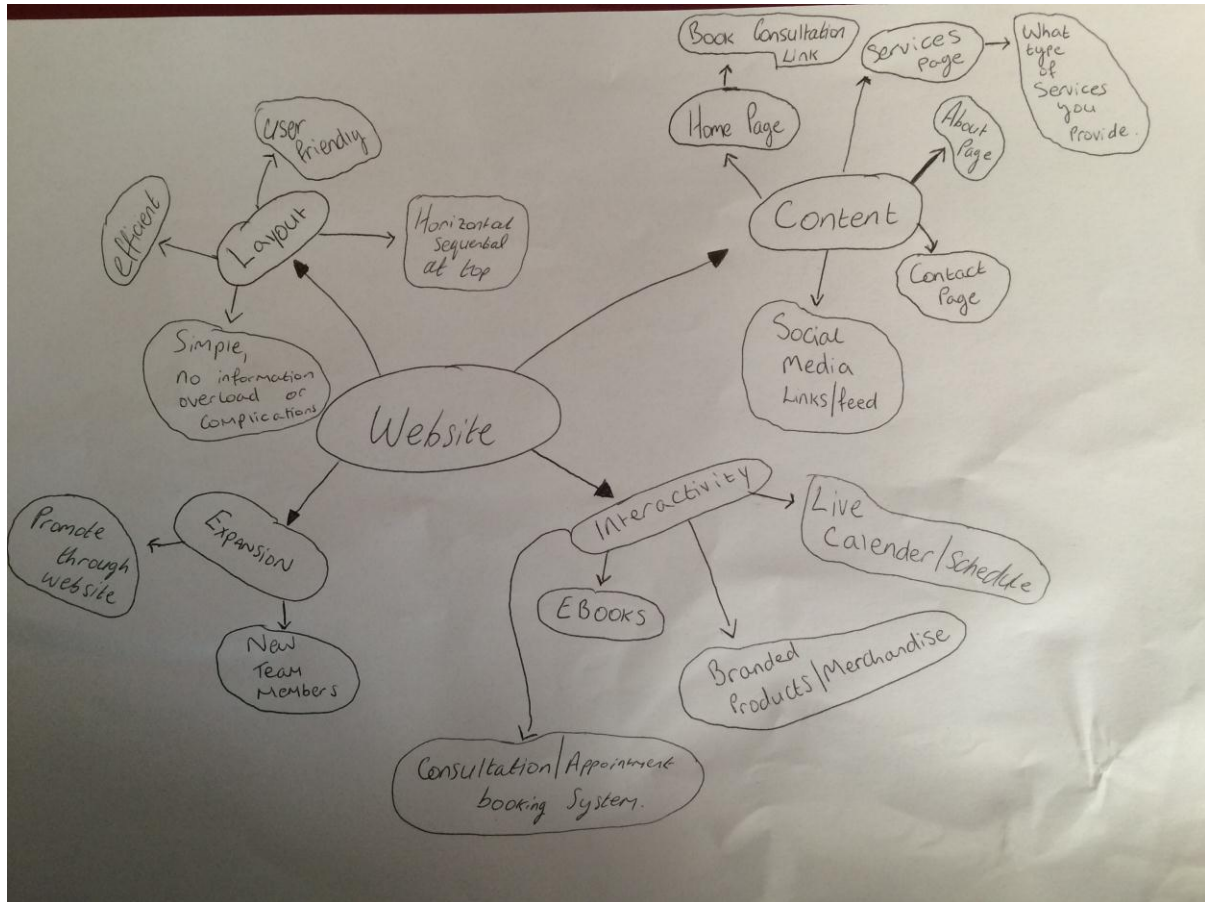 Website
Layout
User
friendly
efficient
Horizontal
sequental
at top
Simple,
no information
overload or
complications
Content
Home Page
Book Consultation
Link
Services
page
What
type
of
Services
you
Provide.
About
Page
Contact
Page
Social
Media
Links/feed
Interactivity
Live
Calender/Schedule
Branded
Products/Merchandise
EBOOKS
Consultation/Appointment
booking System.
Expansion
Promote
through
website
New
Team
Members